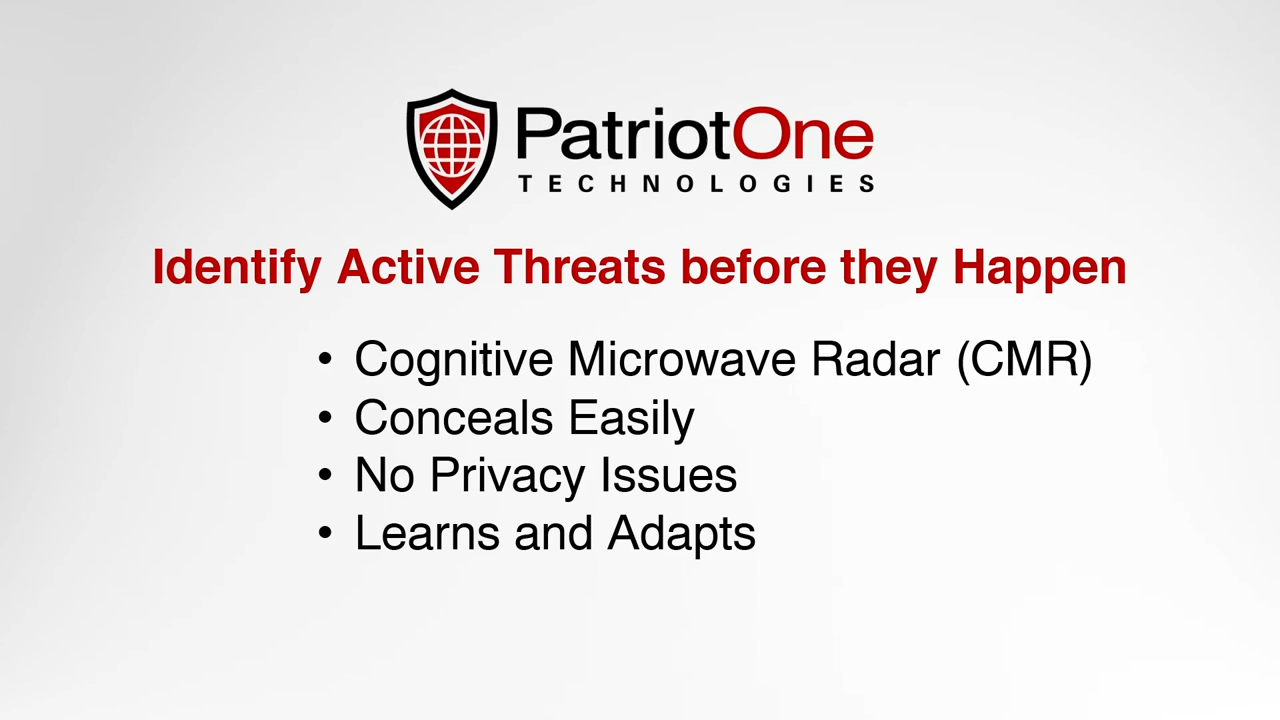 PatriotOne
TECHNOLOGIES
Identify Active Threats before they Happen
• Cognitive Microwave Radar (CMR)
• Conceals Easily
• No Privacy Issues
• Learns and Adapts